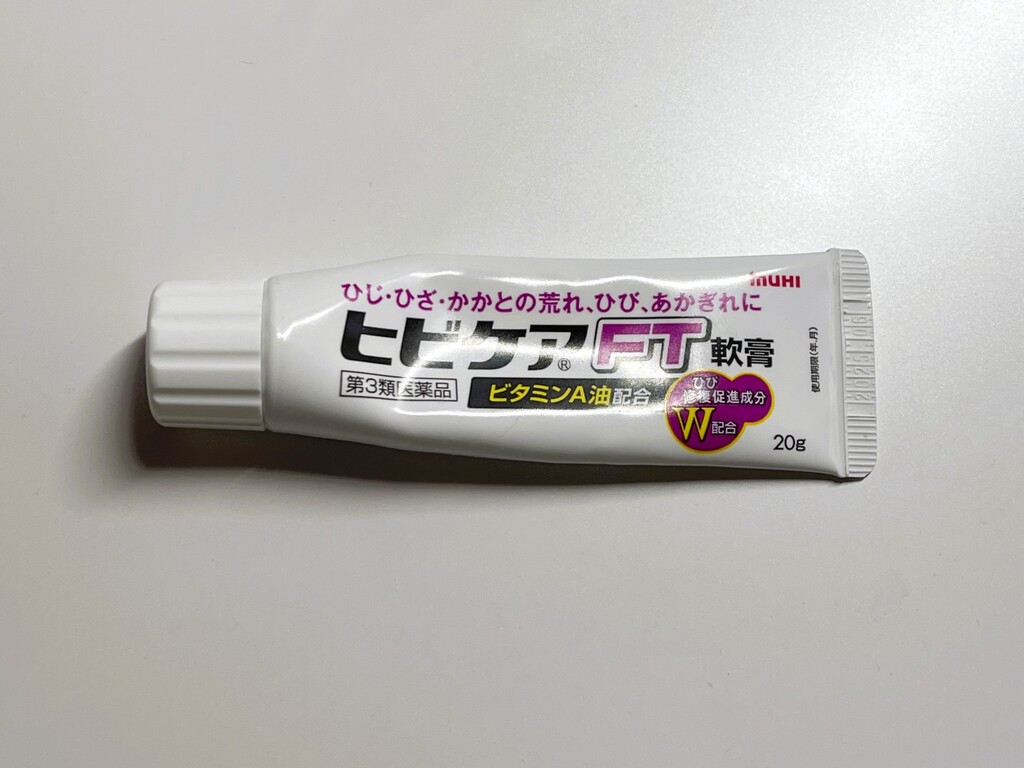 ひじ・ひざ・かかとの荒れ、ひび、あかぎれに
muHI
ヒビケア® FT 軟膏
第3類医薬品
ビタミンA油配合
ひび
修復促進成分
W配合
20g
使用期限(年.月)